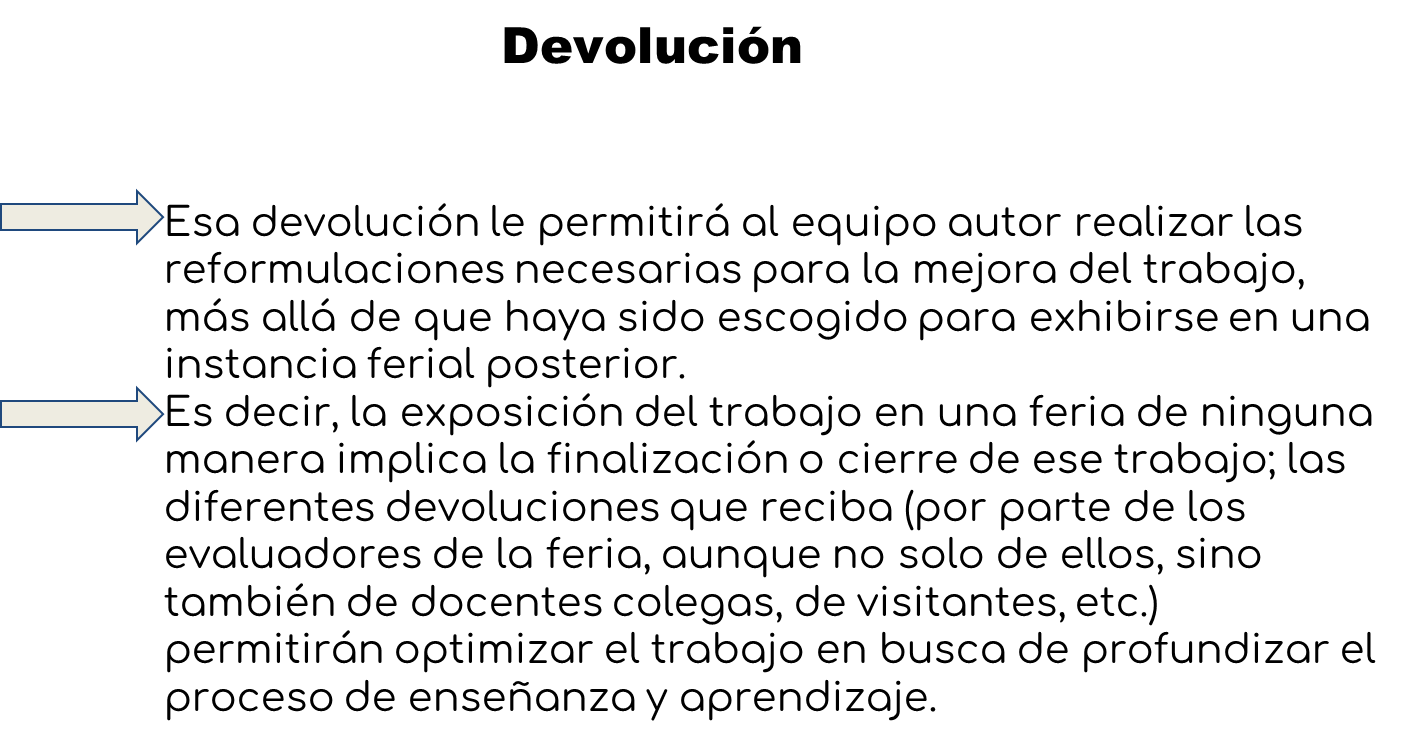 Devolución
Esa devolución le permitirá al equipo autor realizar las
reformulaciones necesarias para la mejora del trabajo,
más allá de que haya sido escogido para exhibirse en una
instancia ferial posterior.
Es decir, la exposición del trabajo en una feria de ninguna
manera implica la finalización o cierre de ese trabajo; las
diferentes devoluciones que reciba (por parte de los
evaluadores de la feria, aunque no solo de ellos, sino
también de docentes colegas, de visitantes, etc.)
permitirán optimizar el trabajo en busca de profundizar el
proceso de enseñanza y aprendizaje.